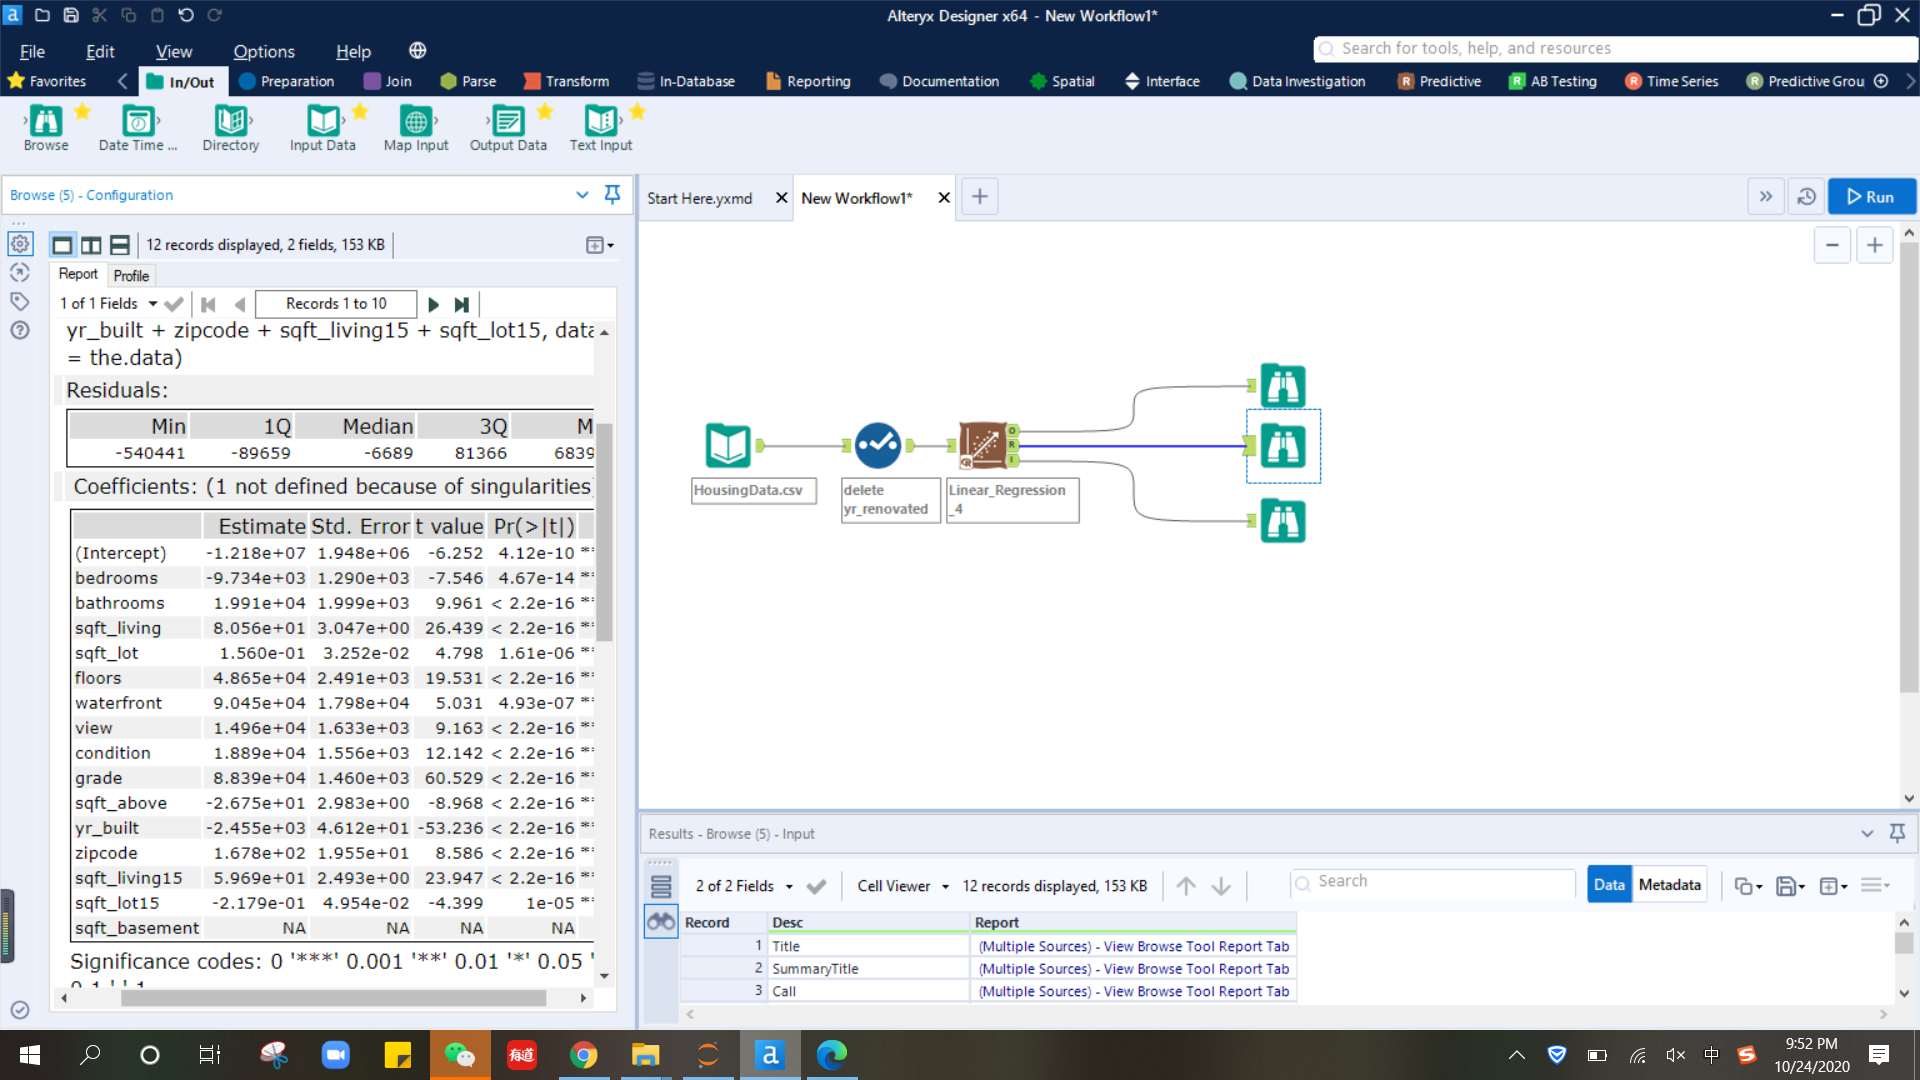 Alteryx Designer x64 - New Workflow1*
File Edit View Options Help
Search for tools, help, and resources
Favorites In/Out Preparation Join Parse Transform In-Database Reporting Documentation Spatial Interface Data Investigation Predictive AB Testing Time Series Predictive Grou
Browse Date Time ... Directory Input Data Map Input Output Data Text Input
Browse (5) - Configuration
12 records displayed, 2 fields, 153 KB
Report Profile
1 of 1 Fields Records 1 to 10
yr_built + zipcode + sqft_living15 + sqft_lot15, data
= the.data)
Residuals:
Min 1Q Median 3Q M
-540441 -89659 -6689 81366 6839
Coefficients: (1 not defined because of singularities)
Estimate Std. Error t value Pr(>|t|)
(Intercept) -1.218e+07 1.948e+06 -6.252 4.12e-10 **
bedrooms -9.734e+03 1.290e+03 -7.546 4.67e-14 **
bathrooms 1.991e+04 1.999e+03 9.961 < 2.2e-16 **
sqft_living 8.056e+01 3.047e+00 26.439 < 2.2e-16 **
sqft_lot 1.560e-01 3.252e-02 4.798 1.61e-06 **
floors 4.865e+04 2.491e+03 19.531 < 2.2e-16 **
waterfront 9.045e+04 1.798e+04 5.031 4.93e-07 **
view 1.496e+04 1.633e+03 9.163 < 2.2e-16 **
condition 1.889e+04 1.556e+03 12.142 < 2.2e-16 **
grade 8.839e+04 1.460e+03 60.529 < 2.2e-16 **
sqft_above -2.675e+01 2.983e+00 -8.968 < 2.2e-16 **
yr_built -2.455e+03 4.612e+01 -53.236 < 2.2e-16 **
zipcode 1.678e+02 1.955e+01 8.586 < 2.2e-16 **
sqft_living15 5.969e+01 2.493e+00 23.947 < 2.2e-16 **
sqft_lot15 -2.179e-01 4.954e-02 -4.399 1e-05 **
sqft_basement NA NA NA NA
Significance codes: 0 '***' 0.001 '**' 0.01 '*' 0.05 '
0.1 ' ' 1
Start Here.yxmd New Workflow1*
Run
O
R
I
HousingData.csv
delete
yr_renovated
Linear_Regression
_4
Results - Browse (5) - Input
2 of 2 Fields Cell Viewer 12 records displayed, 153 KB Search Data Metadata
Record Desc Report
1 Title (Multiple Sources) - View Browse Tool Report Tab
2 SummaryTitle (Multiple Sources) - View Browse Tool Report Tab
3 Call (Multiple Sources) - View Browse Tool Report Tab
有道
中
9:52 PM
10/24/2020